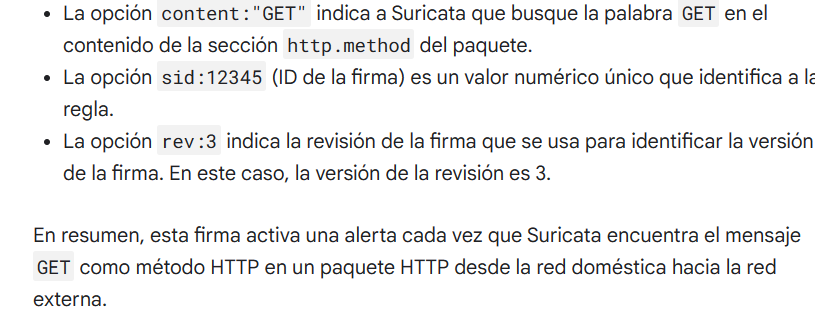 La opción content:"GET" indica a Suricata que busque la palabra GET en el
contenido de la sección http.method del paquete.
La opción sid:12345 (ID de la firma) es un valor numérico único que identifica a la
regla.
La opción rev:3 indica la revisión de la firma que se usa para identificar la versión
de la firma. En este caso, la versión de la revisión es 3.
En resumen, esta firma activa una alerta cada vez que Suricata encuentra el mensaje
GET como método HTTP en un paquete HTTP desde la red doméstica hacia la red
externa.